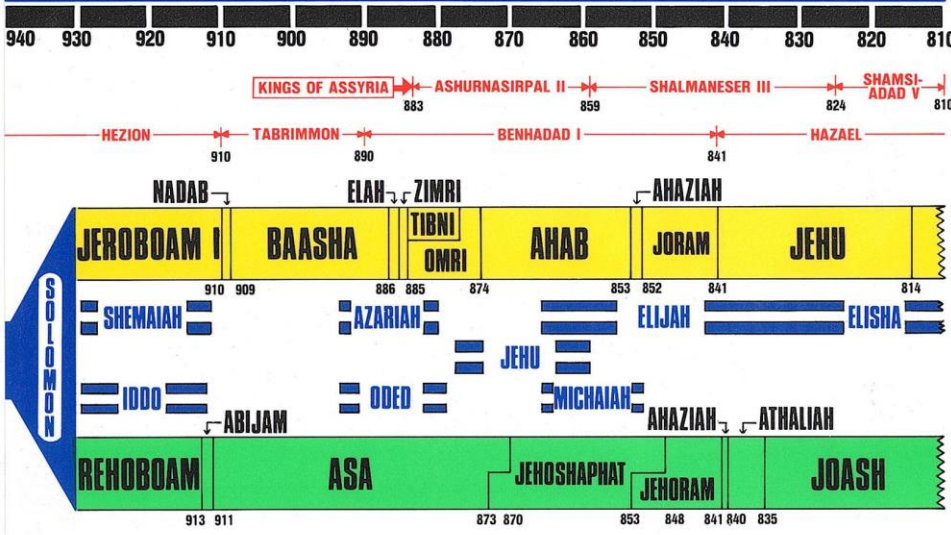 940 930 920 910 900 890 880 870 860 850 840 830 820 810
KINGS OF ASSYRIA ASHURNASIRPAL II SHALMANESER III SHAMSI-
ADAD V
883 859 824 810
HEZION TABRIMMON BENHADAD I HAZAEL
910 890 841
NADAB ELAH ZIMRI AHAZIAH
JEROBOAM I BAASHA TIBNI OMRI AHAB JORAM JEHU
910 909 886 885 874 853 852 841 814
SOLOMON
SHEMAIAH AZARIAH ELIJAH ELISHA
JEHU
IDDO ODED MICHAIAH
ABIJAM AHAZIAH ATHALIAH
REHOBOAM ASA JEHOSHAPHAT JEHORAM JOASH
913 911 873 870 853 848 841 840 835